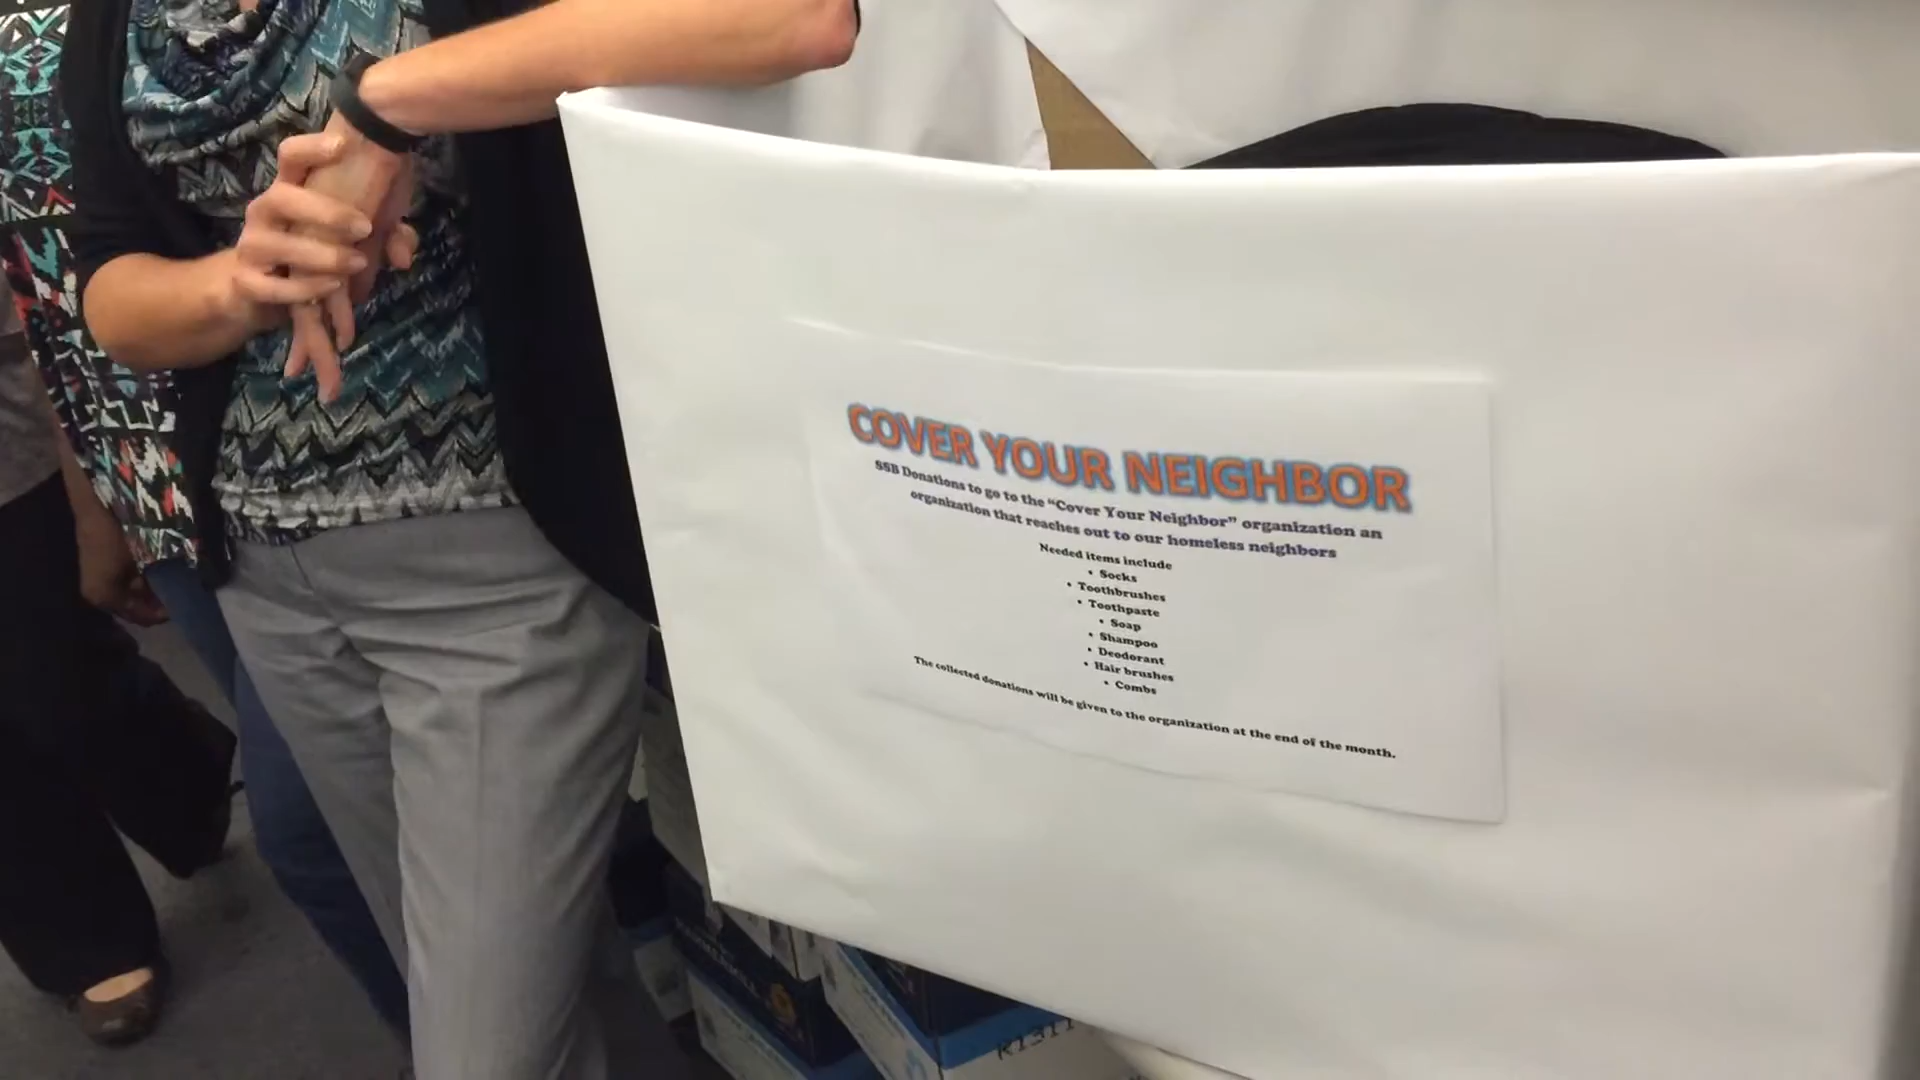 COVER YOUR NEIGHBOR
SSB Donations to go to the “Cover Your Neighbor” organization an
organization that reaches out to our homeless neighbors
Needed items include
• Socks
• Toothbrushes
• Toothpaste
• Soap
• Shampoo
• Deodorant
• Hair brushes
• Combs
The collected donations will be given to the organization at the end of the month.